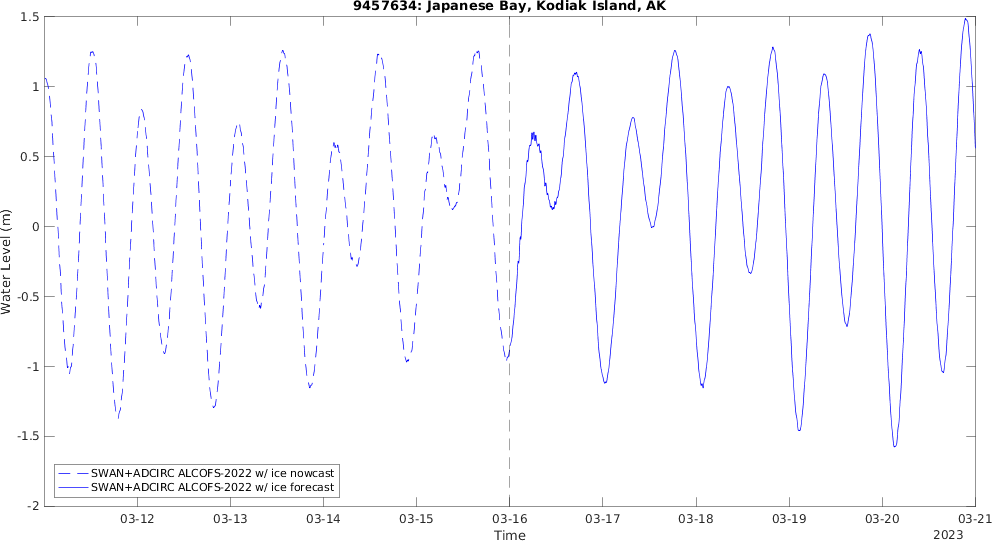 9457634: Japanese Bay, Kodiak Island, AK
1.5
1
0.5
0
-0.5
-1
-1.5
-2
Water Level (m)
SWAN+ADCIRC ALCOFS-2022 w/ ice nowcast
SWAN+ADCIRC ALCOFS-2022 w/ ice forecast
03-12 03-13 03-14 03-15 03-16 03-17 03-18 03-19 03-20 03-21
Time
2023